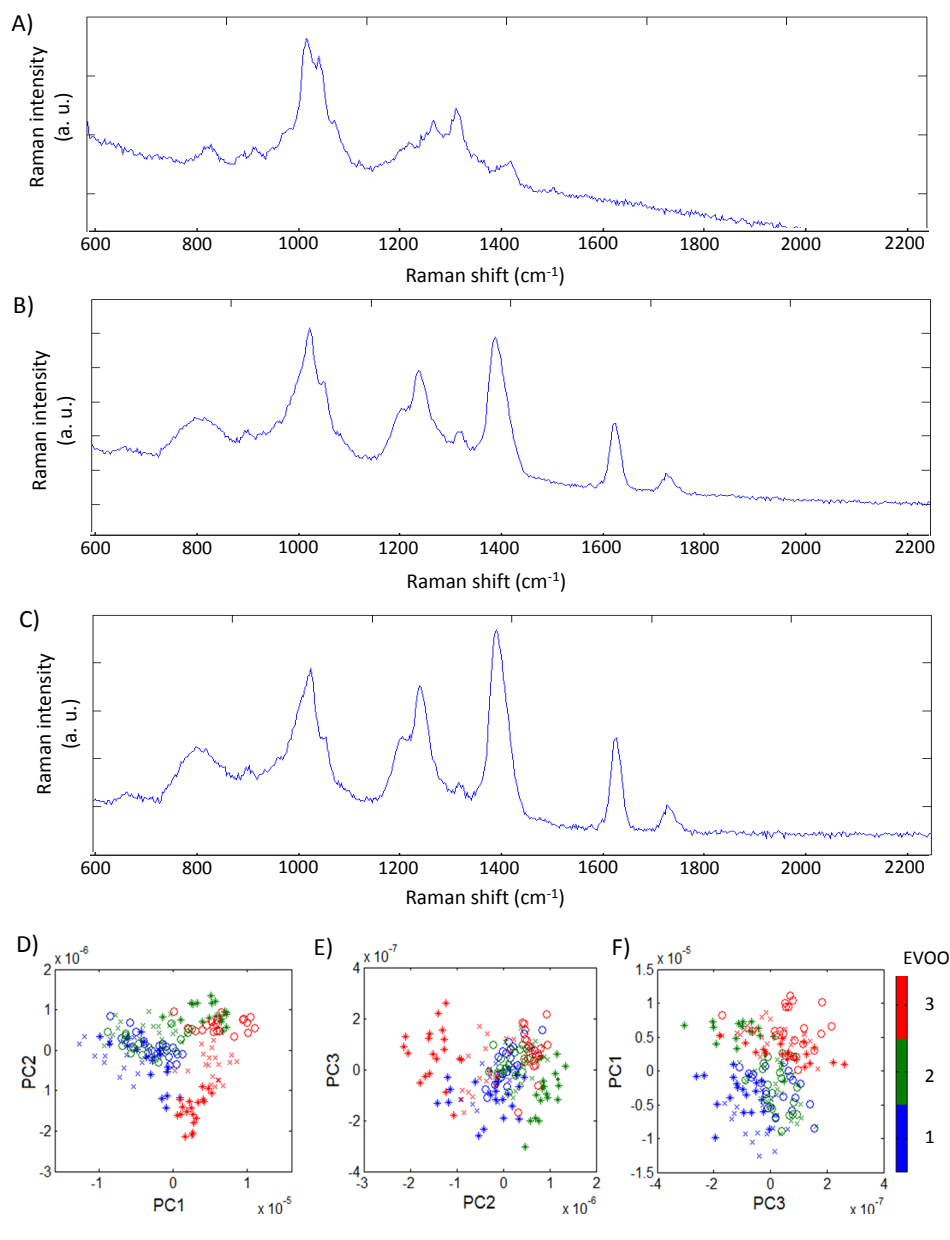 A)
Raman intensity
(a. u.)
600 800 1000 1200 1400 1600 1800 2000 2200
Raman shift (cm-1)
B)
Raman intensity
(a. u.)
600 800 1000 1200 1400 1600 1800 2000 2200
Raman shift (cm-1)
C)
Raman intensity
(a. u.)
600 800 1000 1200 1400 1600 1800 2000 2200
Raman shift (cm-1)
D)
x 10-6
2
1
0
-1
-2
-3
PC2
-1 0 1
PC1
x 10-5
E)
x 10-7
4
2
0
-2
-4
PC3
-3 -2 -1 0 1 2
PC2
x 10-6
F)
x 10-5
1.5
1
0.5
0
-0.5
-1
-1.5
PC1
-4 -2 0 2 4
PC3
x 10-7
EVOO
3
2
1